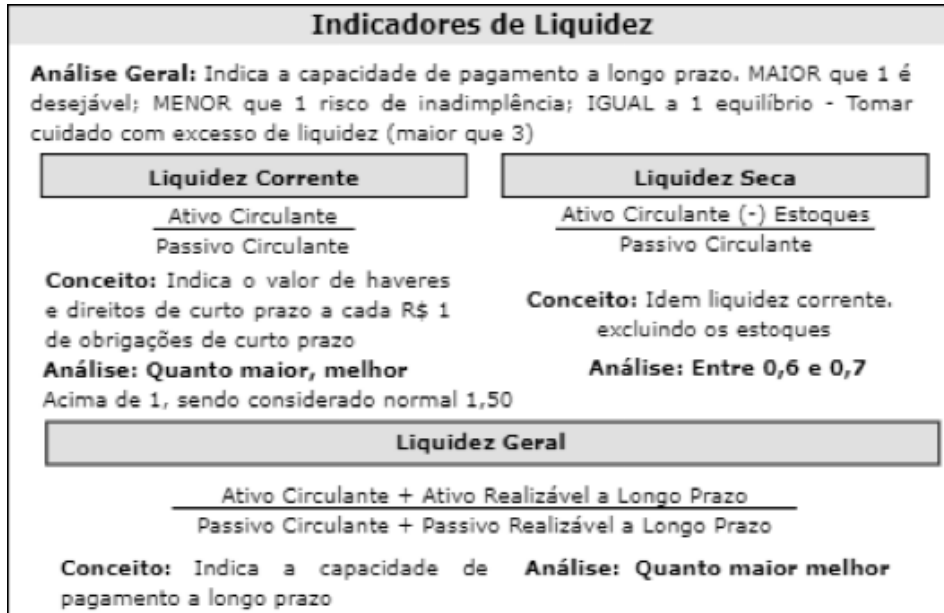 Indicadores de Liquidez
Análise Geral: Indica a capacidade de pagamento a longo prazo. MAIOR que 1 é
desejável; MENOR que 1 risco de inadimplência; IGUAL a 1 equilíbrio - Tomar
cuidado com excesso de liquidez (maior que 3)
Liquidez Corrente
Ativo Circulante
Passivo Circulante
Conceito: Indica o valor de haveres
e direitos de curto prazo a cada R$ 1
de obrigações de curto prazo
Análise: Quanto maior, melhor
Acima de 1, sendo considerado normal 1,50
Liquidez Seca
Ativo Circulante (-) Estoques
Passivo Circulante
Conceito: Idem liquidez corrente.
excluindo os estoques
Análise: Entre 0,6 e 0,7
Liquidez Geral
Ativo Circulante + Ativo Realizável a Longo Prazo
Passivo Circulante + Passivo Realizável a Longo Prazo
Conceito: Indica a capacidade de
pagamento a longo prazo
Análise: Quanto maior melhor